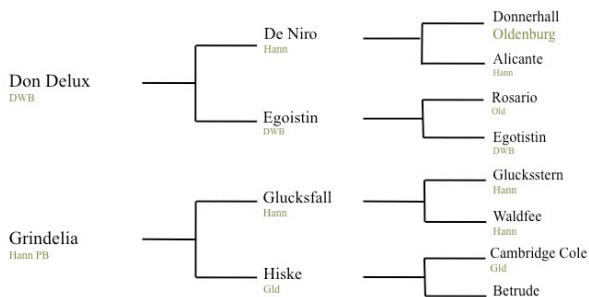 Don Delux
DWB
De Niro
Hann
Donnerhall
Oldenburg
Alicante
Hann
Egoistin
DWB
Rosario
Old
Egotistin
DWB
Grindelia
Hann PB
Glucksfall
Hann
Glucksstern
Hann
Waldfee
Hann
Hiske
Gld
Cambridge Cole
Gld
Betrude